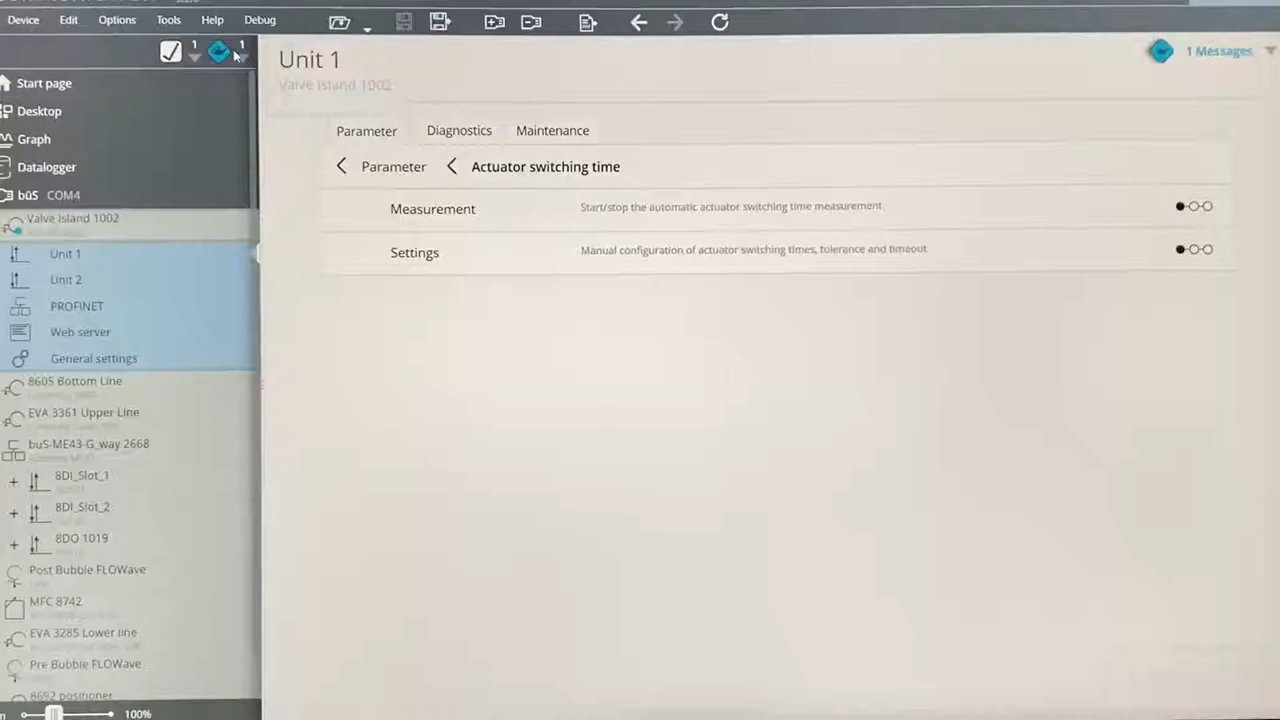 Device Edit Options Tools Help Debug
1 1
Start page
Desktop
Graph
Datalogger
büS COM4
Valve Island 1002
Unit 1
Unit 2
PROFINET
Web server
General settings
8605 Bottom Line
EVA 3361 Upper Line
buS-ME43-G_way 2668
8DI_Slot_1
8DI_Slot_2
8DO 1019
Post Bubble FLOWave
MFC 8742
EVA 3285 Lower line
Pre Bubble FLOWave
8692 positioner
100%
Unit 1
Valve Island 1002
1 Messages
Parameter Diagnostics Maintenance
Parameter Actuator switching time
Measurement Start/stop the automatic actuator switching time measurement
Settings Manual configuration of actuator switching times, tolerance and timeout